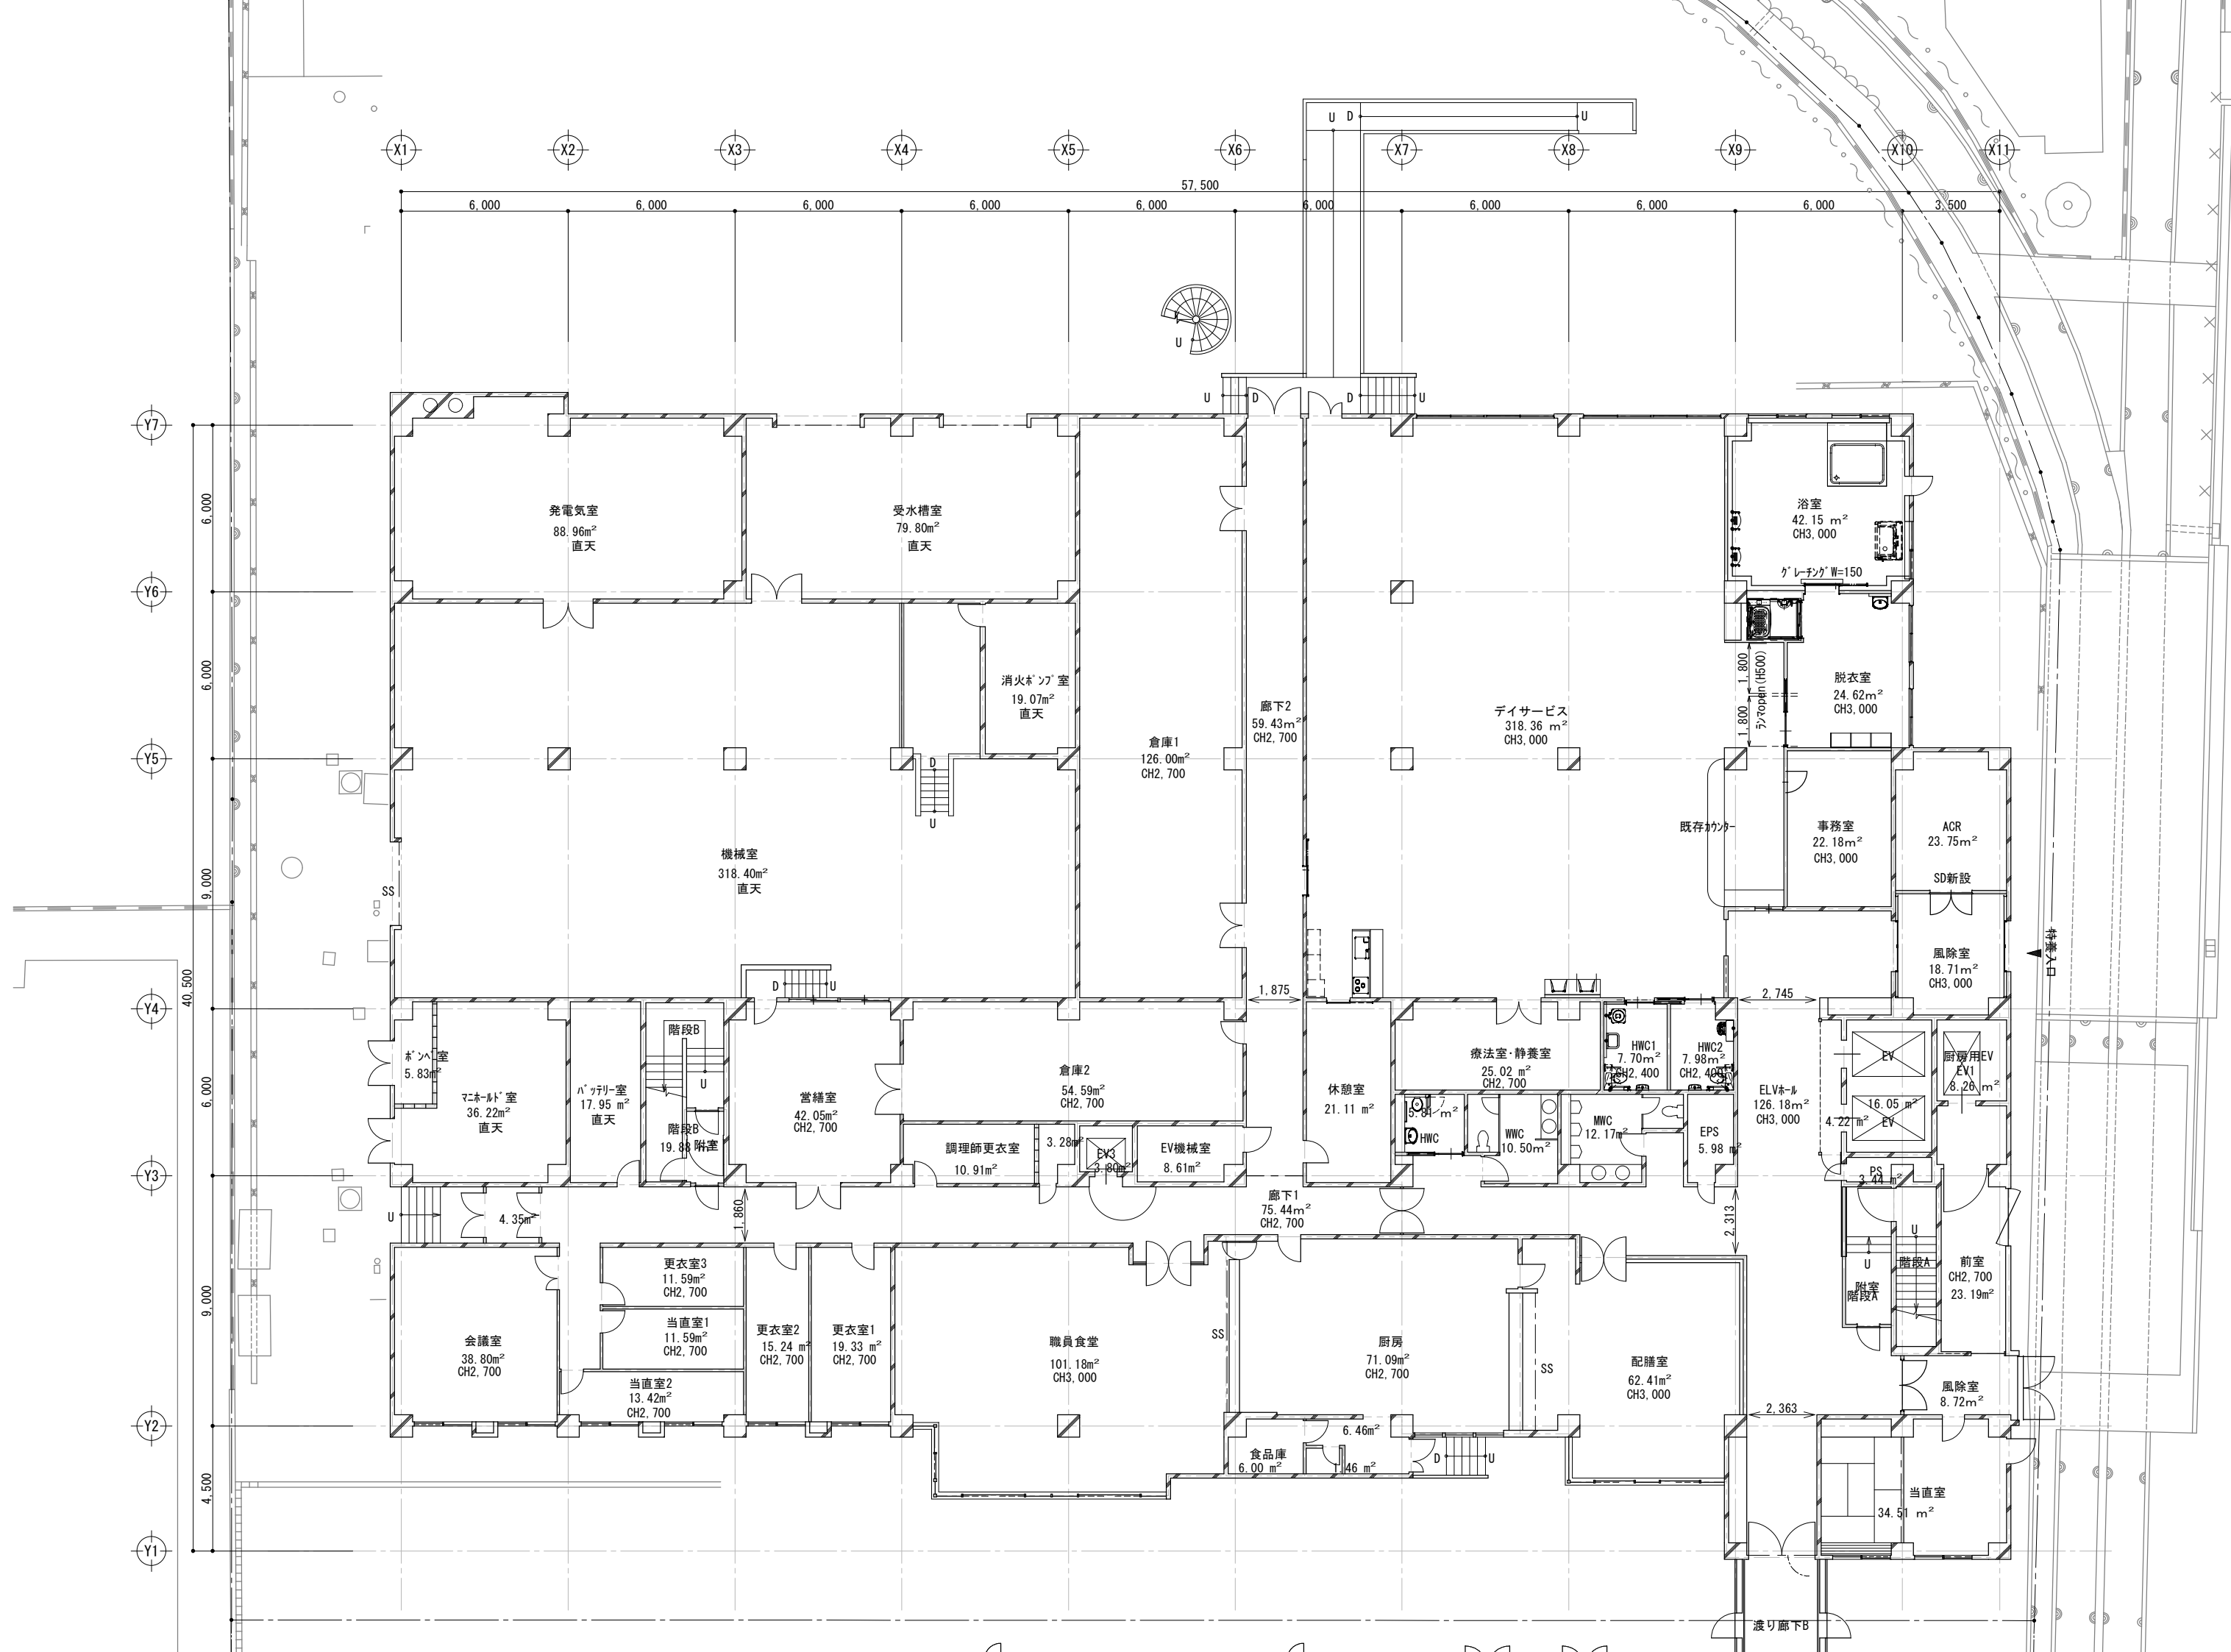 U D U
X1 X2 X3 X4 X5 X6 X7 X8 X9 X10 X11
57,500
6,000 6,000 6,000 6,000 6,000 6,000 6,000 6,000 6,000 3,500
U
U D D U
Y7
Y6
Y5
Y4
Y3
Y2
Y1
6,000
6,000
9,000
6,000
9,000
4,500
40,500
発電気室
88.96m²
直天
受水槽室
79.80m²
直天
浴室
42.15 m²
CH3,000
グレーチングW=150
消火ポンプ室
19.07m²
直天
廊下2
59.43m²
CH2,700
デイサービス
318.36 m²
CH3,000
1,800
1,800
ランマopen(H500)
脱衣室
24.62m²
CH3,000
倉庫1
126.00m²
CH2,700
D
U
機械室
318.40m²
直天
SS
既存カウンター
事務室
22.18m²
CH3,000
ACR
23.75m²
SD新設
風除室
18.71m²
CH3,000
特養入口
D U
1,875
2,745
ボンベ室
5.83m²
マニホールド室
36.22m²
直天
バッテリー室
17.95 m²
直天
階段B
U
階段B
附室
営繕室
42.05m²
CH2,700
倉庫2
54.59m²
CH2,700
調理師更衣室
10.91m²
3.28m²
EV3
3.80m²
EV機械室
8.61m²
休憩室
21.11 m²
療法室・静養室
25.02 m²
CH2,700
HWC1
7.70m²
CH2,400
HWC2
7.98m²
CH2,400
HWC
WWC
10.50m²
MWC
12.17m²
EPS
5.98 m²
ELVホール
126.18m²
CH3,000
EV
16.05 m²
EV
4.22 m²
厨房用EV
EV1
8.26 m²
PS
3.44 m²
U
4.35m²
1,860
廊下1
75.44m²
CH2,700
2,313
U
U
階段A
附室
階段A
前室
CH2,700
23.19m²
会議室
38.80m²
CH2,700
更衣室3
11.59m²
CH2,700
当直室1
11.59m²
CH2,700
当直室2
13.42m²
CH2,700
更衣室2
15.24 m²
CH2,700
更衣室1
19.33 m²
CH2,700
職員食堂
101.18m²
CH3,000
SS
厨房
71.09m²
CH2,700
SS
配膳室
62.41m²
CH3,000
風除室
8.72m²
2,363
6.46m²
食品庫
6.00 m²
D U
当直室
34.51 m²
渡り廊下B